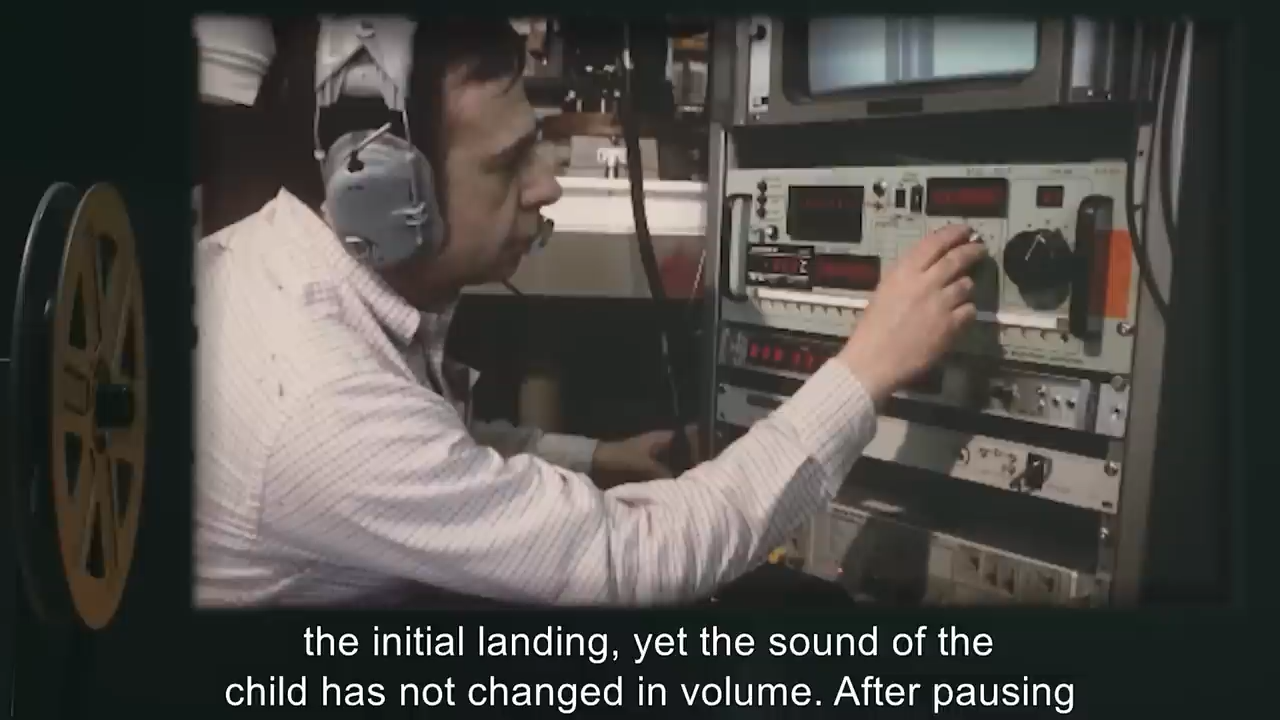 the initial landing, yet the sound of the
child has not changed in volume. After pausing